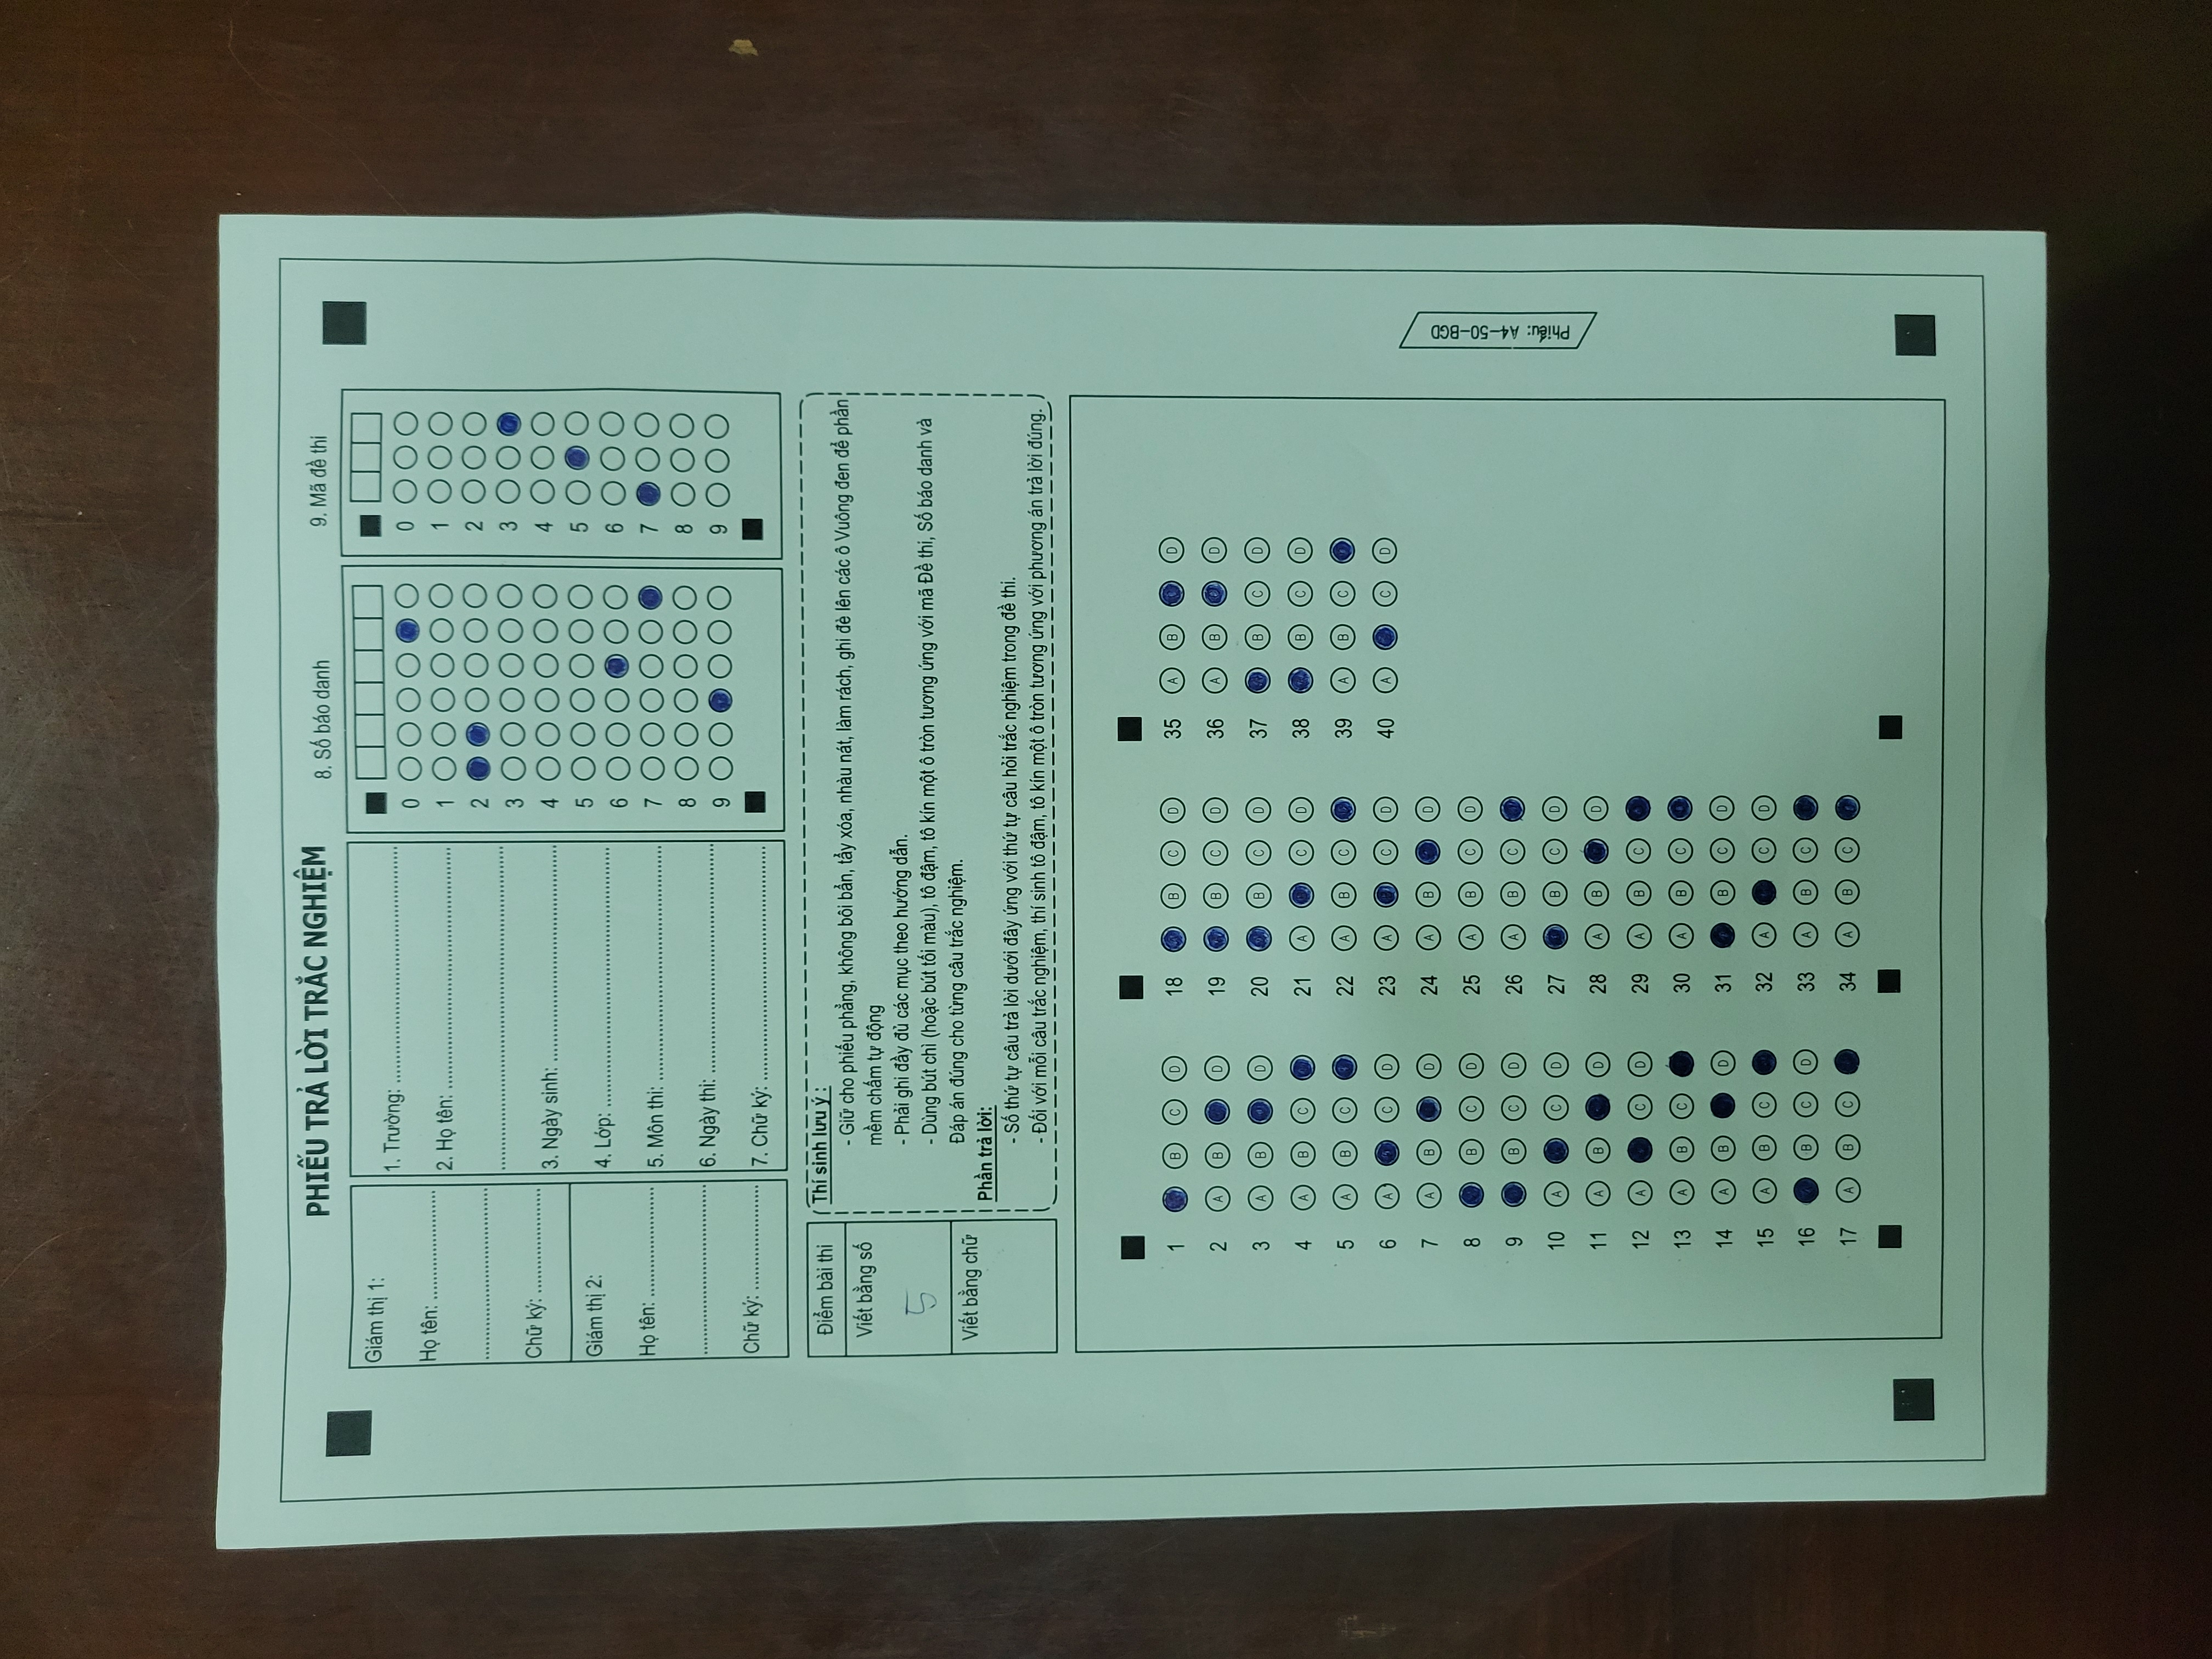 PHIẾU TRẢ LỜI TRẮC NGHIỆM
Giám thị 1:
Họ tên: ....................
Chữ ký: ....................
Giám thị 2:
Họ tên: ....................
Chữ ký: ....................
1. Trường: ....................
2. Họ tên: ....................
3. Ngày sinh: ....................
4. Lớp: ....................
5. Môn thi: ....................
6. Ngày thi: ....................
7. Chữ ký: ....................
8. Số báo danh
0
1
2
3
4
5
6
7
8
9
9. Mã đề thi
0
1
2
3
4
5
6
7
8
9
Điểm bài thi
Viết bằng số
5
Viết bằng chữ
Thí sinh lưu ý :
- Giữ cho phiếu phẳng, không bôi bẩn, tẩy xóa, nhàu nát, làm rách, ghi đè lên các ô Vuông đen để phần
mềm chấm tự động
- Phải ghi đầy đủ các mục theo hướng dẫn.
- Dùng bút chì (hoặc bút tối màu), tô đậm, tô kín một ô tròn tương ứng với mã Đề thi, Số báo danh và
Đáp án đúng cho từng câu trắc nghiệm.
Phần trả lời:
- Số thứ tự câu trả lời dưới đây ứng với thứ tự câu hỏi trắc nghiệm trong đề thi.
- Đối với mỗi câu trắc nghiệm, thí sinh tô đậm, tô kín một ô tròn tương ứng với phương án trả lời đúng.
1 B C D
2 A B D
3 A B D
4 A B C
5 A B C
6 A C D
7 A B D
8 B C D
9 B C D
10 A C D
11 A B D
12 A C D
13 A B C
14 A B D
15 A B C
16 B C D
17 A B C
18 B C D
19 B C D
20 B C D
21 A C D
22 A B C
23 A C D
24 A B D
25 A B C D
26 A B C
27 B C D
28 A B D
29 A B C
30 A B C
31 B C D
32 A C D
33 A B C
34 A B C
35 A B D
36 A B D
37 B C D
38 B C D
39 A B C
40 A C D
Phiếu: A4-50-BGD